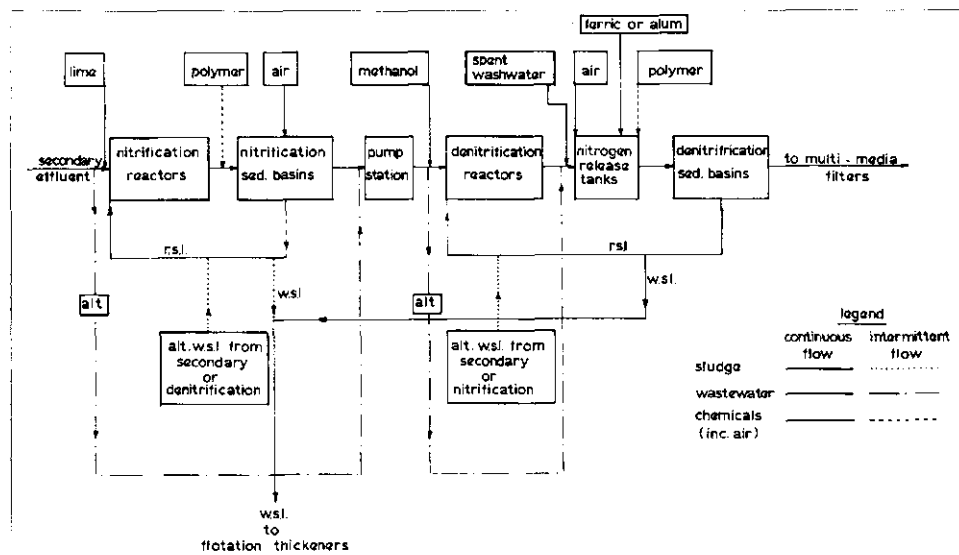 ferric or alum
lime
polymer
air
methanol
spent
washwater
air
polymer
secondary
effluent
nitrification
reactors
nitrification
sed. basins
pump
station
denitrification
reactors
nitrogen
release
tanks
denitrifrication
sed. basins
to multi-media
filters
r.s.l.
w.s.l.
r.s.l.
w.s.l.
alt
alt
alt. w.s.l. from
secondary
or
denitrification
alt. w.s.l. from
secondary
or
nitrification
legend
continuous
flow
intermittent
flow
sludge
wastewater
chemicals
(inc. air)
w.s.l.
to
flotation thickeners